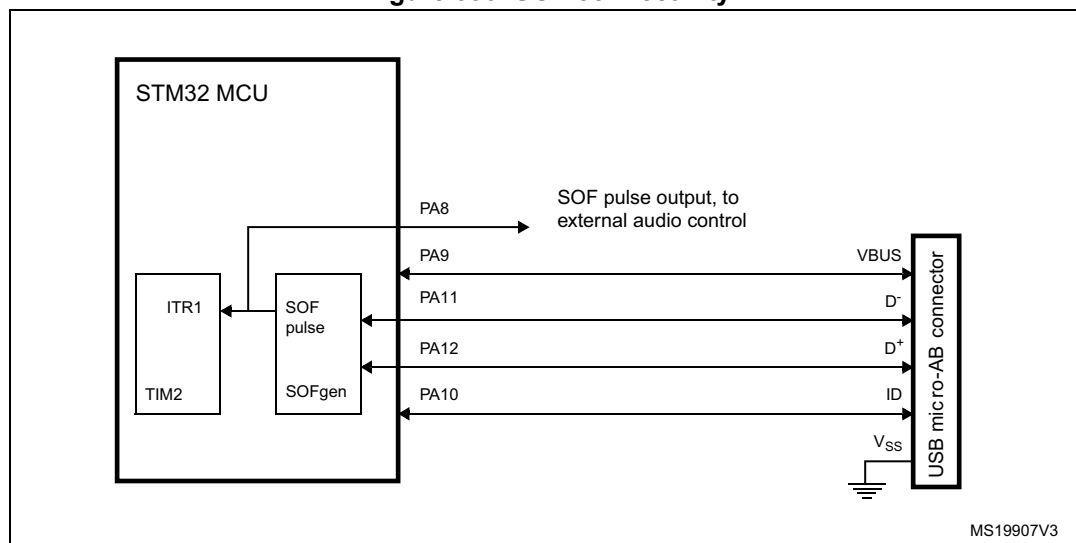 STM32 MCU
PA8
SOF pulse output, to
external audio control
PA9
VBUS
ITR1
SOF
pulse
PA11
D-
PA12
D+
TIM2
SOFgen
PA10
ID
VSS
USB micro-AB connector
MS19907V3